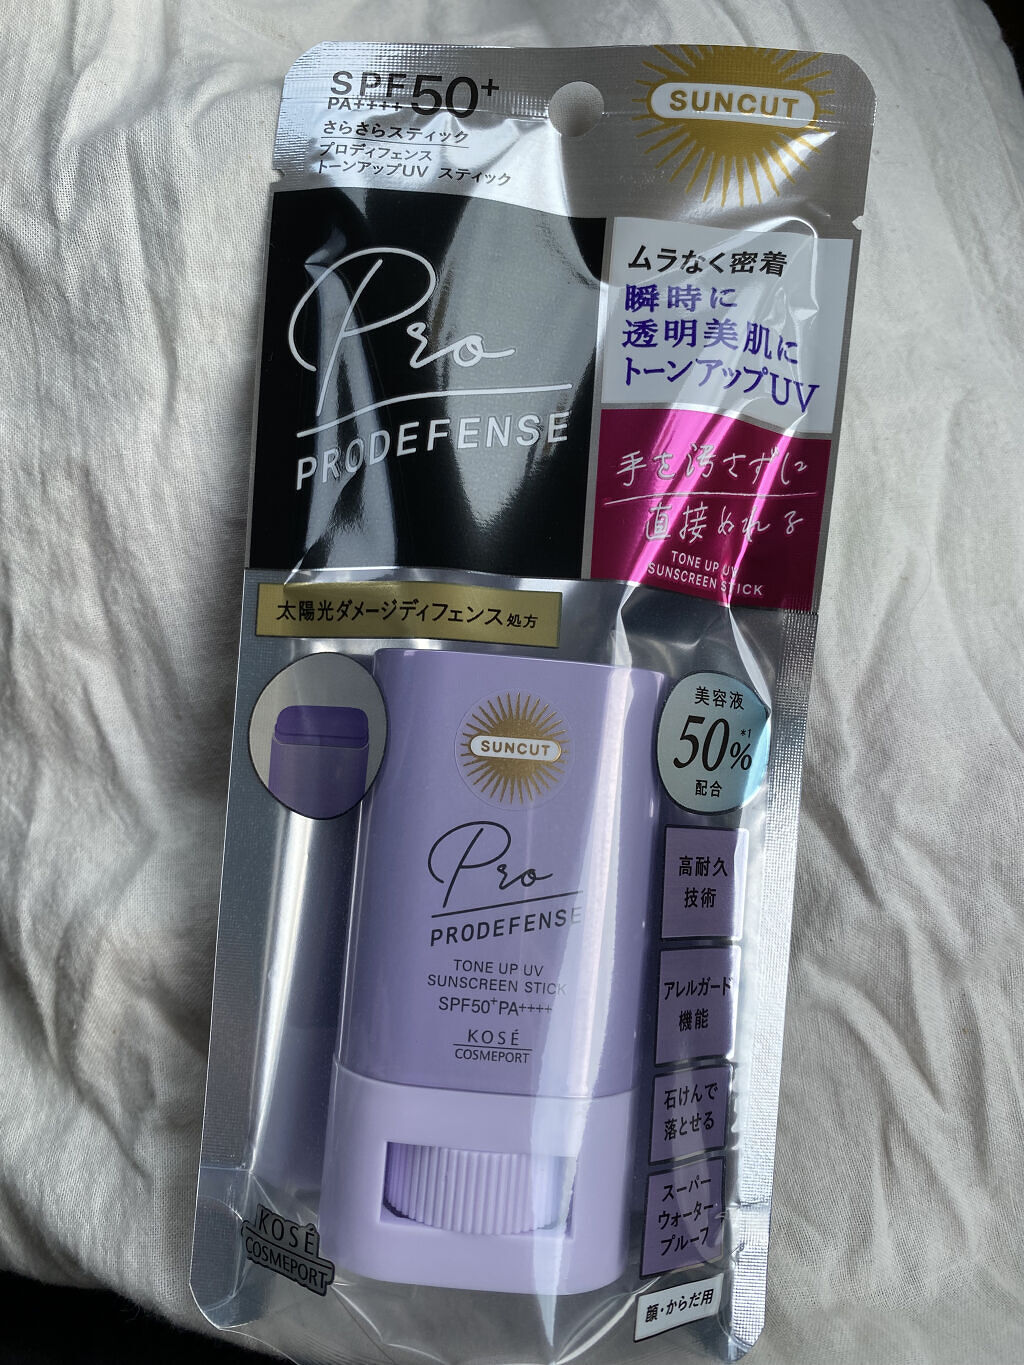 SPF50+
PA++++
さらさらスティック
プロディフェンス
トーンアップUV スティック
SUNCUT
Pro
PRODEFENSE
ムラなく密着
瞬時に
透明美肌に
トーンアップUV
手を汚さずに
直接ぬれる
TONE UP UV
SUNSCREEN STICK
太陽光ダメージディフェンス処方
SUNCUT
Pro
PRODEFENSE
TONE UP UV
SUNSCREEN STICK
SPF50+PA++++
KOSÉ
COSMEPORT
美容液
50%*1
配合
高耐久
技術
アレルガード
機能
石けんで
落とせる
スーパー
ウォーター
プルーフ
KOSÉ
COSMEPORT
顔・からだ用